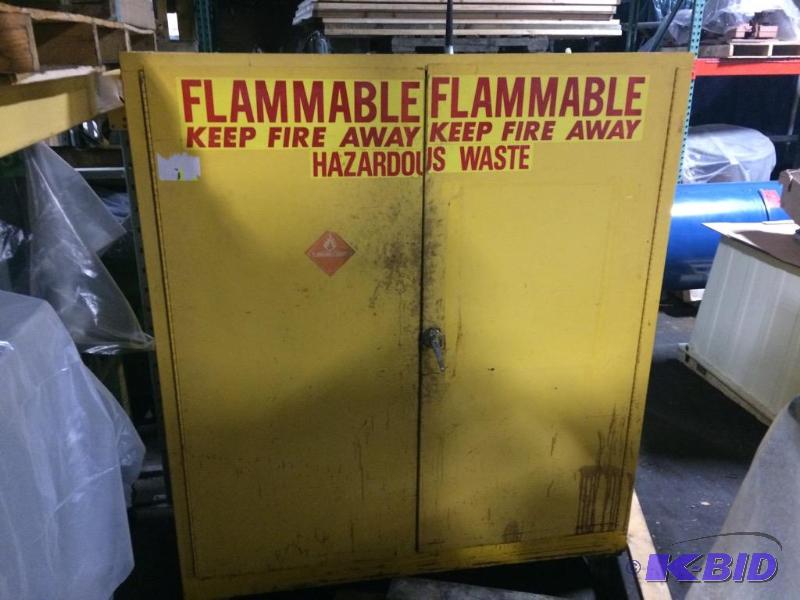 FLAMMABLE FLAMMABLE
KEEP FIRE AWAY KEEP FIRE AWAY
HAZARDOUS WASTE
© K-BID